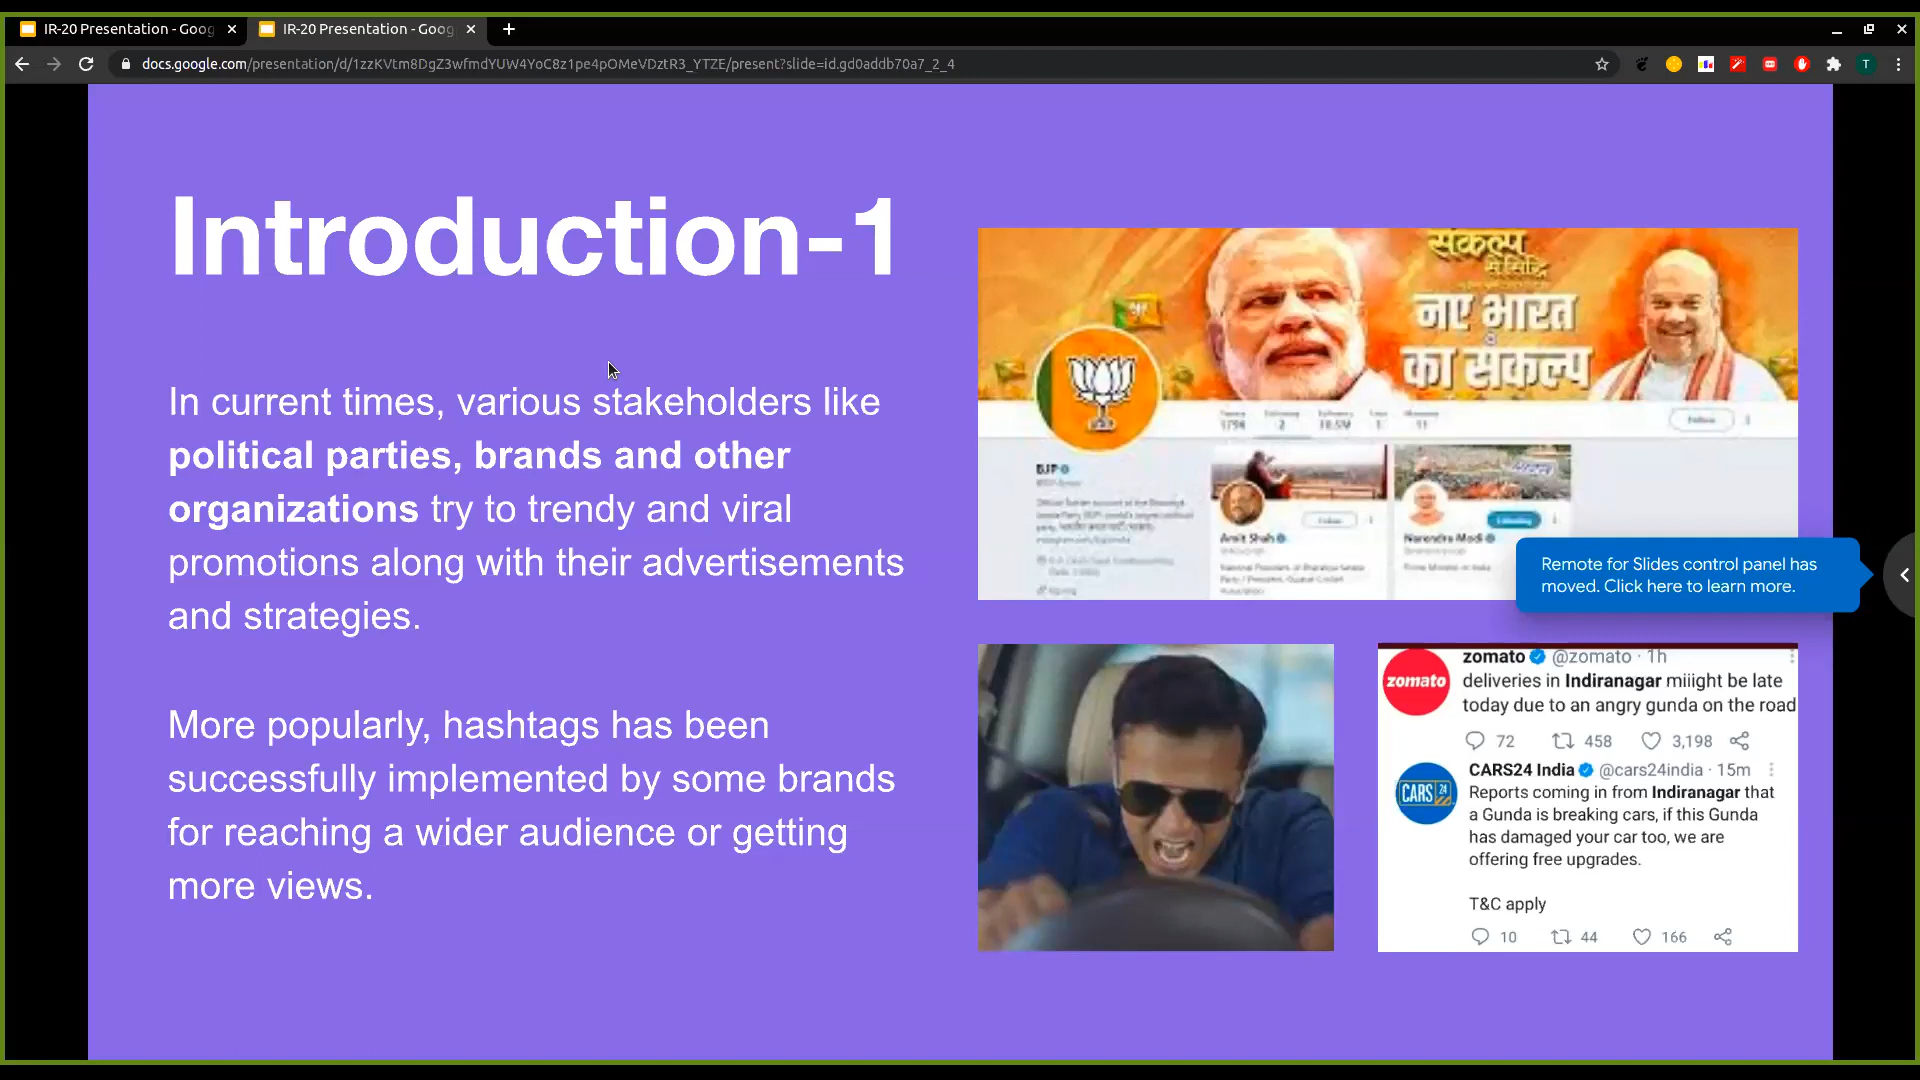 IR-20 Presentation - Goog
IR-20 Presentation - Goog
docs.google.com/presentation/d/1zzKVtm8DgZ3wfmdYUW4YoC8z1pe4pOMeVDztR3_YTZE/present?slide=id.gd0addb70a7_2_4
T
Introduction-1
In current times, various stakeholders like
political parties, brands and other
organizations try to trendy and viral
promotions along with their advertisements
and strategies.
More popularly, hashtags has been
successfully implemented by some brands
for reaching a wider audience or getting
more views.
संकल्प
से सिद्धि
नए भारत
का संकल्प
Follow
BJP
Amit Shah
Narendra Modi
Following
Remote for Slides control panel has
moved. Click here to learn more.
zomato
zomato @zomato · 1h
deliveries in Indiranagar miiight be late
today due to an angry gunda on the road
72 458 3,198
CARS24
CARS24 India @cars24india · 15m
Reports coming in from Indiranagar that
a Gunda is breaking cars, if this Gunda
has damaged your car too, we are
offering free upgrades.
T&C apply
10 44 166